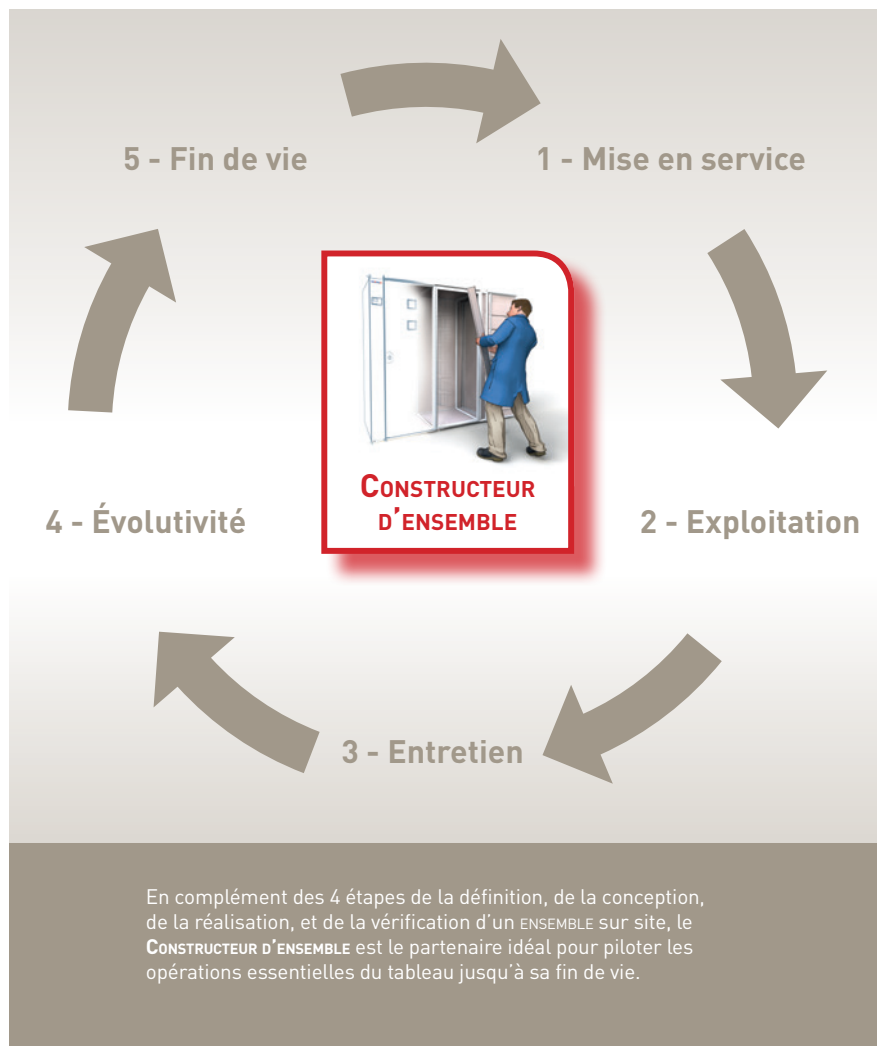 5 - Fin de vie
1 - Mise en service
CONSTRUCTEUR
D'ENSEMBLE
4 - Évolutivité
2 - Exploitation
3 - Entretien
En complément des 4 étapes de la définition, de la conception,
de la réalisation, et de la vérification d'un ENSEMBLE sur site, le
CONSTRUCTEUR D'ENSEMBLE est le partenaire idéal pour piloter les
opérations essentielles du tableau jusqu'à sa fin de vie.